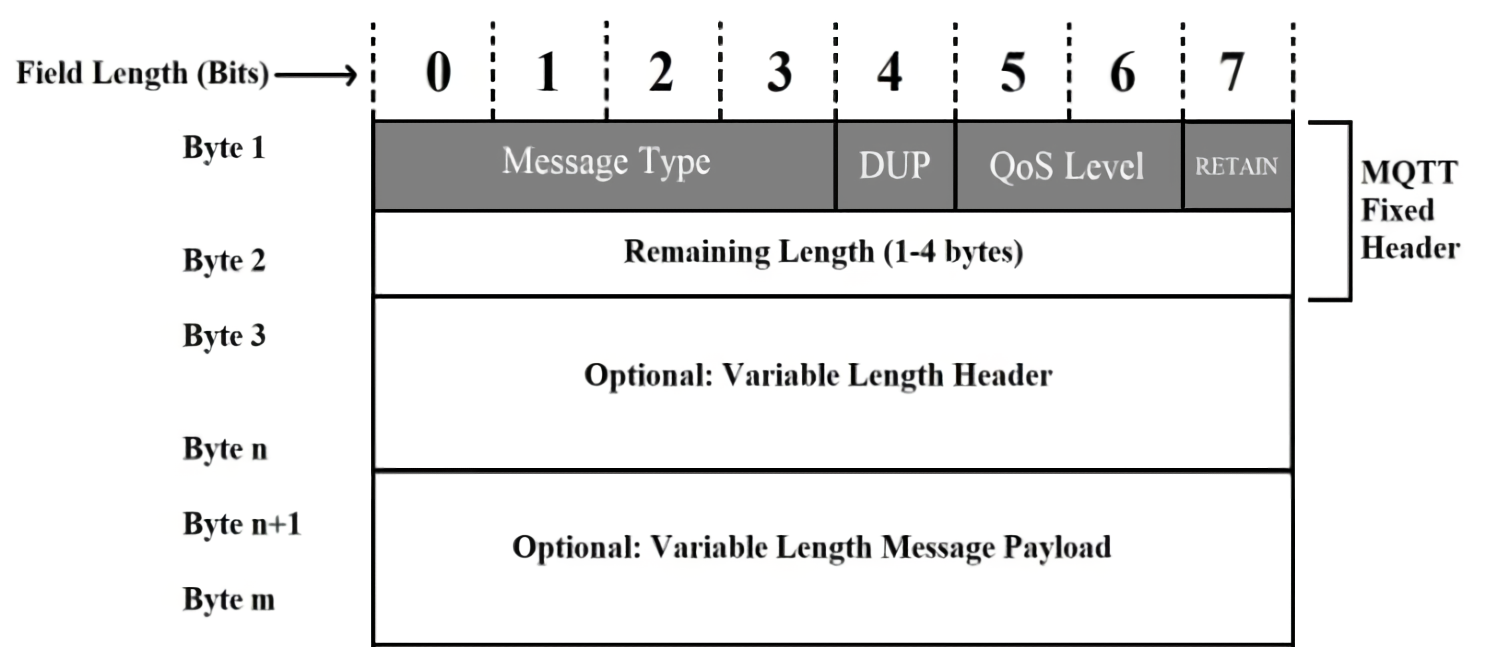 Field Length (Bits) 0 1 2 3 4 5 6 7
Byte 1 Message Type DUP QoS Level RETAIN
MQTT
Fixed
Header
Byte 2 Remaining Length (1-4 bytes)
Byte 3
Optional: Variable Length Header
Byte n
Byte n+1
Optional: Variable Length Message Payload
Byte m